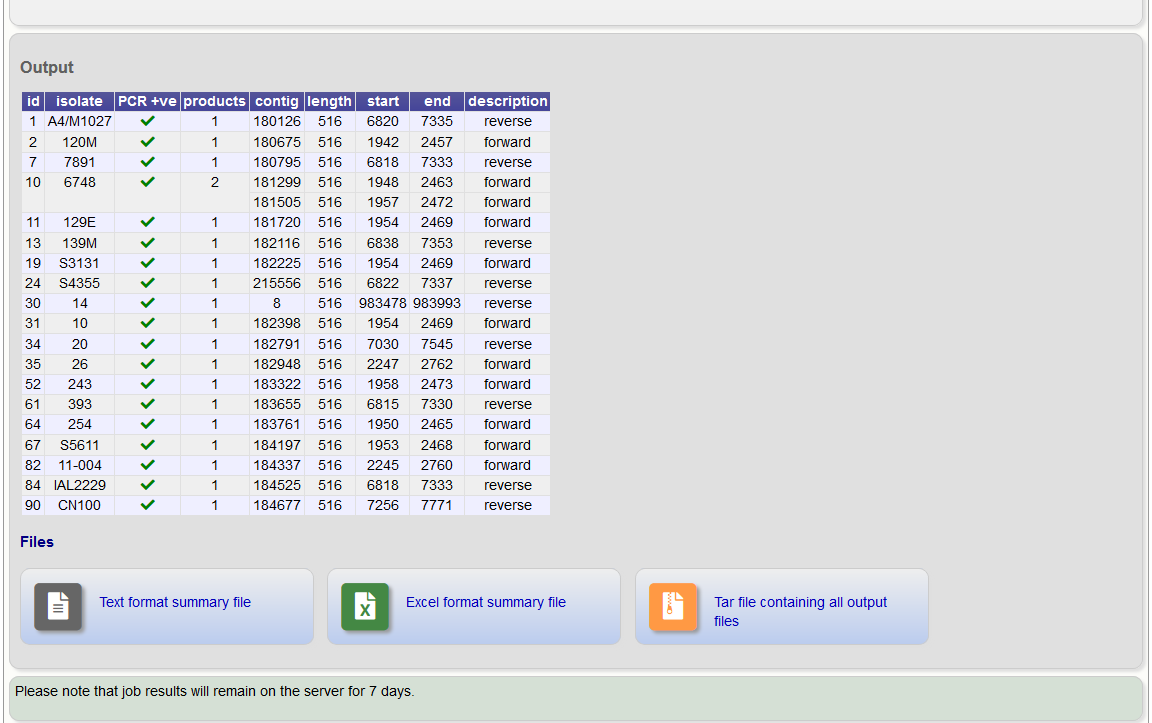 Output
id isolate PCR +ve products contig length start end description
1 A4/M1027 1 180126 516 6820 7335 reverse
2 120M 1 180675 516 1942 2457 forward
7 7891 1 180795 516 6818 7333 reverse
10 6748 2 181299 516 1948 2463 forward
181505 516 1957 2472 forward
11 129E 1 181720 516 1954 2469 forward
13 139M 1 182116 516 6838 7353 reverse
19 S3131 1 182225 516 1954 2469 forward
24 S4355 1 215556 516 6822 7337 reverse
30 14 1 8 516 983478 983993 reverse
31 10 1 182398 516 1954 2469 forward
34 20 1 182791 516 7030 7545 reverse
35 26 1 182948 516 2247 2762 forward
52 243 1 183322 516 1958 2473 forward
61 393 1 183655 516 6815 7330 reverse
64 254 1 183761 516 1950 2465 forward
67 S5611 1 184197 516 1953 2468 forward
82 11-004 1 184337 516 2245 2760 forward
84 IAL2229 1 184525 516 6818 7333 reverse
90 CN100 1 184677 516 7256 7771 reverse
Files
Text format summary file
X
Excel format summary file
Tar file containing all output
files
Please note that job results will remain on the server for 7 days.